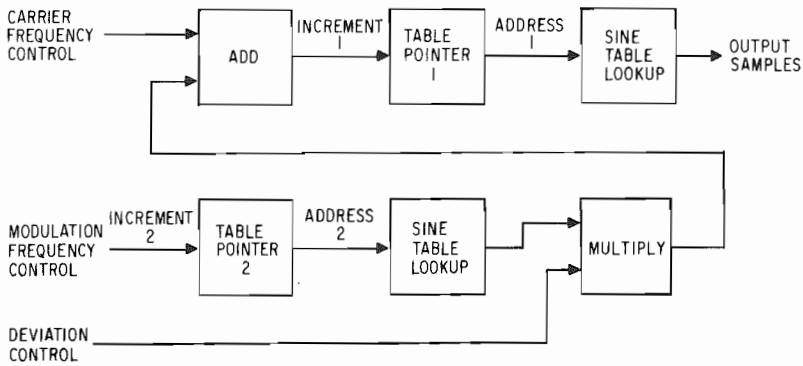 CARRIER
FREQUENCY
CONTROL
ADD
INCREMENT
1
TABLE
POINTER
1
ADDRESS
1
SINE
TABLE
LOOKUP
OUTPUT
SAMPLES
MODULATION
FREQUENCY
CONTROL
INCREMENT
2
TABLE
POINTER
2
ADDRESS
2
SINE
TABLE
LOOKUP
MULTIPLY
DEVIATION
CONTROL